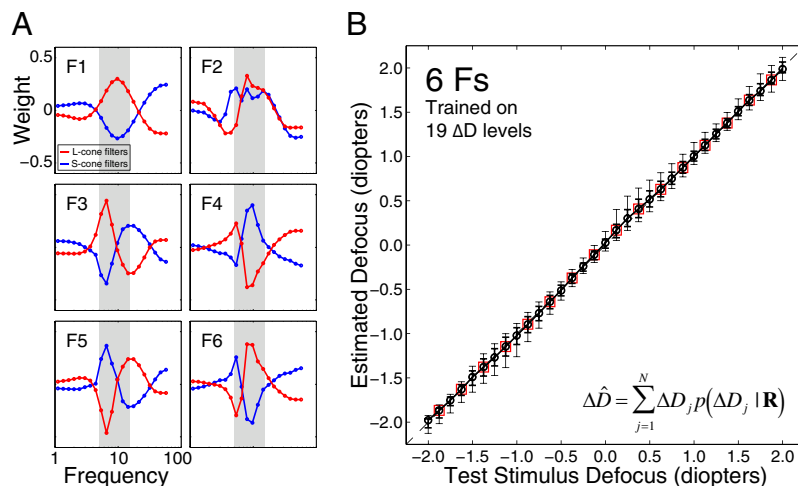 A
B
0.5
0
−0.5
Weight
F1
F2
L-cone filters
S-cone filters
F3
F4
F5
F6
1 10 100
Frequency
6 Fs
Trained on
19 ΔD levels
Estimated Defocus (diopters)
2.0
1.5
1.0
0.5
0.0
-0.5
-1.0
-1.5
-2.0
ΔD̂ = ∑ᴺⱼ₌₁ ΔDⱼ p(ΔDⱼ | R)
-2.0 -1.5 -1.0 -0.5 0.0 0.5 1.0 1.5 2.0
Test Stimulus Defocus (diopters)